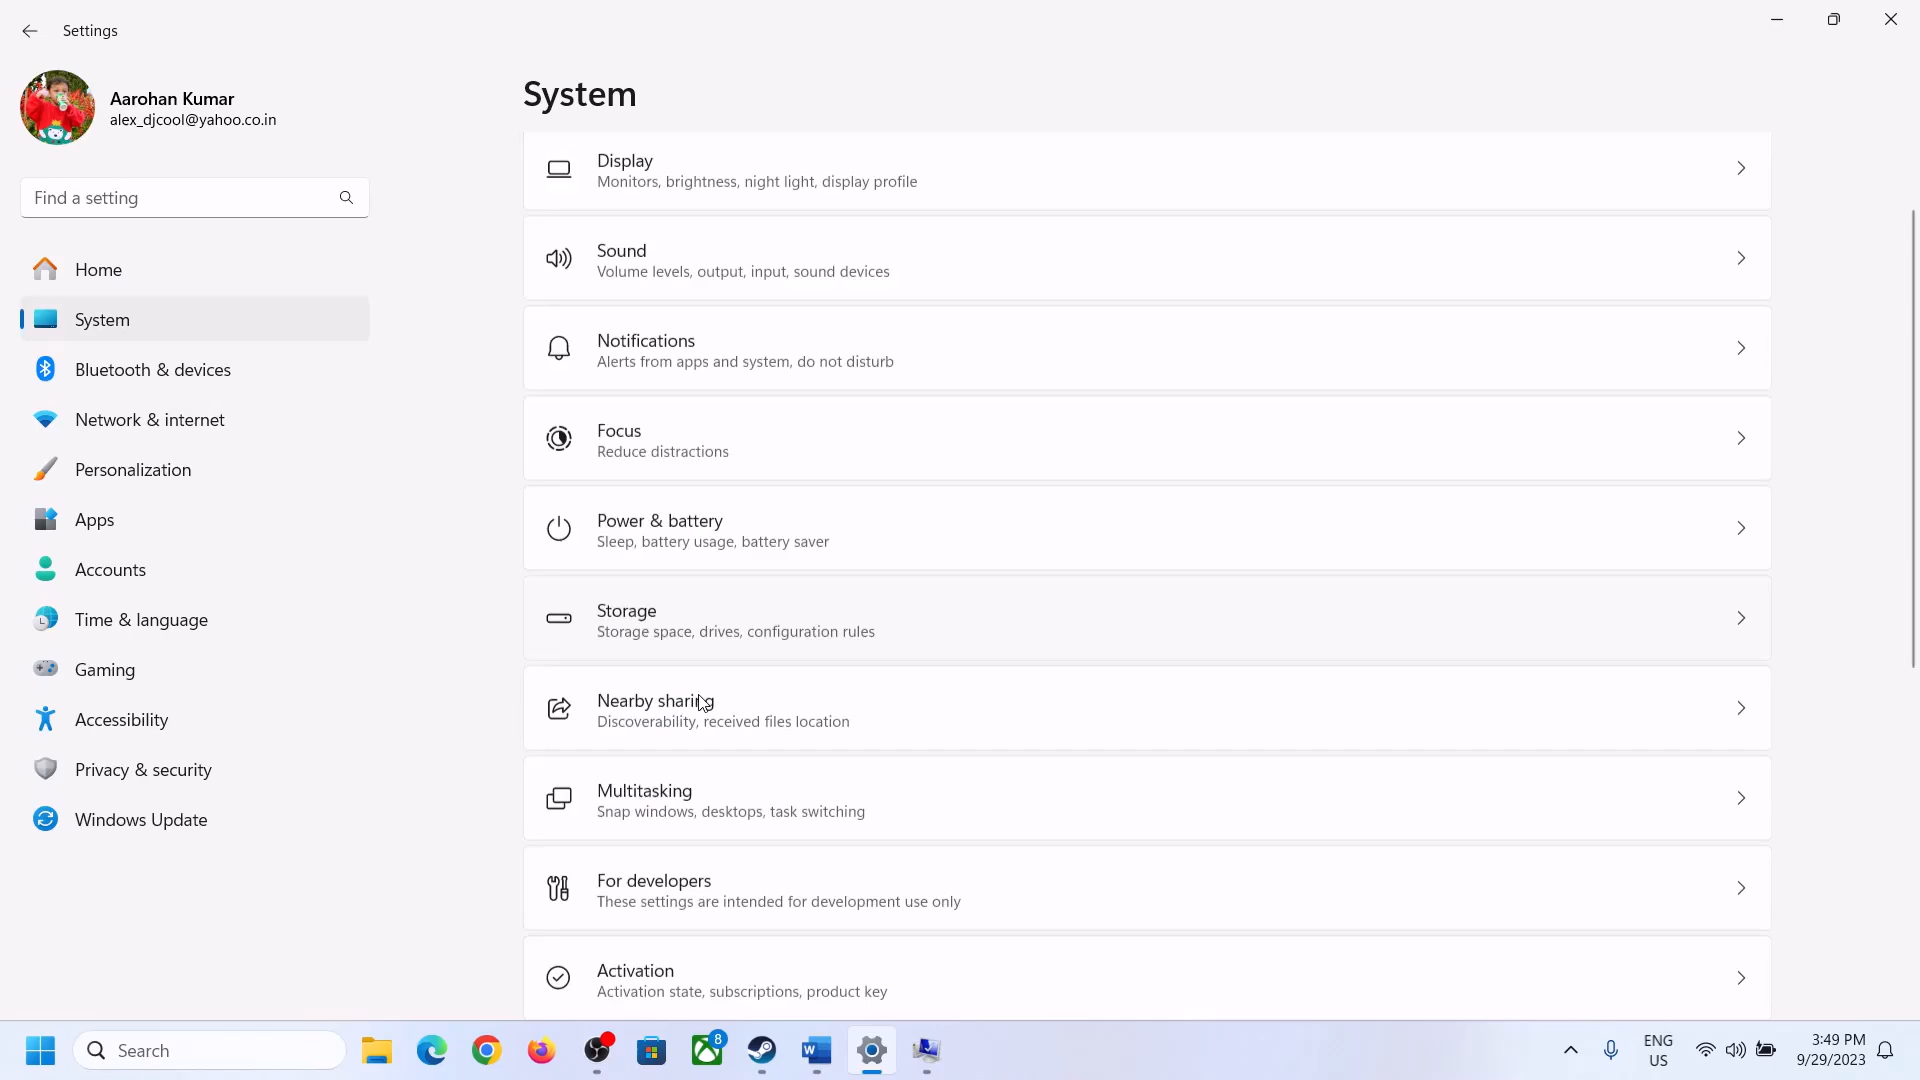 Settings
Aarohan Kumar
alex_djcool@yahoo.co.in
Find a setting
Home
System
Bluetooth & devices
Network & internet
Personalization
Apps
Accounts
Time & language
Gaming
Accessibility
Privacy & security
Windows Update
System
Display
Monitors, brightness, night light, display profile
Sound
Volume levels, output, input, sound devices
Notifications
Alerts from apps and system, do not disturb
Focus
Reduce distractions
Power & battery
Sleep, battery usage, battery saver
Storage
Storage space, drives, configuration rules
Nearby sharing
Discoverability, received files location
Multitasking
Snap windows, desktops, task switching
For developers
These settings are intended for development use only
Activation
Activation state, subscriptions, product key
Search
8
ENG
US
3:49 PM
9/29/2023